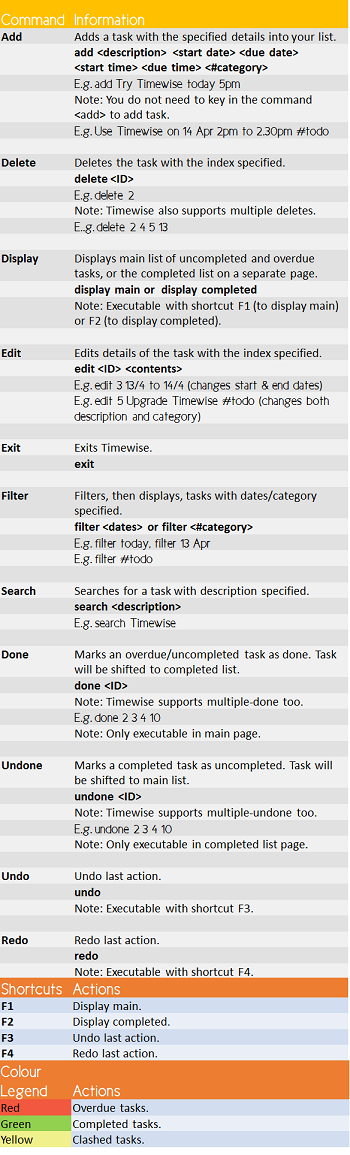 Command Information
Add Adds a task with the specified details into your list.
add <description> <start date> <due date>
<start time> <due time> <#category>
E.g. add Try Timewise today 5pm
Note: You do not need to key in the command
<add> to add task.
E.g. Use Timewise on 14 Apr 2pm to 2.30pm #todo
Delete Deletes the task with the index specified.
delete <ID>
E.g. delete 2
Note: Timewise also supports multiple deletes.
E..g. delete 2 4 5 13
Display Displays main list of uncompleted and overdue
tasks, or the completed list on a separate page.
display main or display completed
Note: Executable with shortcut F1 (to display main)
or F2 (to display completed).
Edit Edits details of the task with the index specified.
edit <ID> <contents>
E.g. edit 3 13/4 to 14/4 (changes start & end dates)
E.g. edit 5 Upgrade Timewise #todo (changes both
description and category)
Exit Exits Timewise.
exit
Filter Filters, then displays, tasks with dates/category
specified.
filter <dates> or filter <#category>
E.g. filter today, filter 13 Apr
E.g. filter #todo
Search Searches for a task with description specified.
search <description>
E.g. search Timewise
Done Marks an overdue/uncompleted task as done. Task
will be shifted to completed list.
done <ID>
Note: Timewise supports multiple-done too.
E.g. done 2 3 4 10
Note: Only executable in main page.
Undone Marks a completed task as uncompleted. Task will
be shifted to main list.
undone <ID>
Note: Timewise supports multiple-undone too.
E.g. undone 2 3 4 10
Note: Only executable in completed list page.
Undo Undo last action.
undo
Note: Executable with shortcut F3.
Redo Redo last action.
redo
Note: Executable with shortcut F4.
Shortcuts Actions
F1 Display main.
F2 Display completed.
F3 Undo last action.
F4 Redo last action.
Colour
Legend Actions
Red Overdue tasks.
Green Completed tasks.
Yellow Clashed tasks.